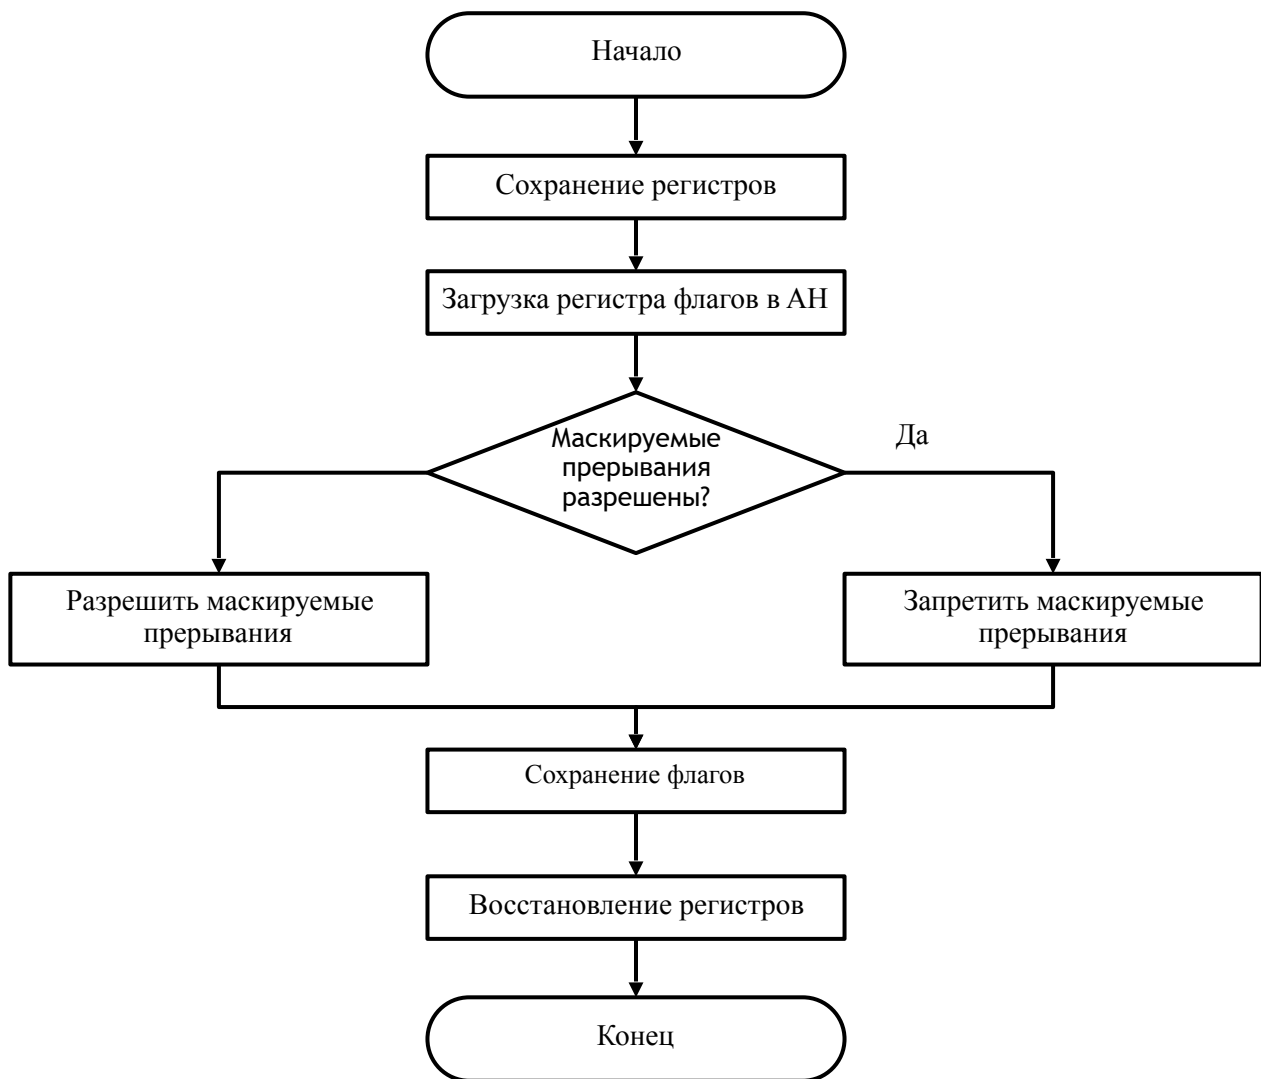 Начало
Сохранение регистров
Загрузка регистра флагов в АН
Маскируемые
прерывания
разрешены?
Да
Разрешить маскируемые
прерывания
Запретить маскируемые
прерывания
Сохранение флагов
Восстановление регистров
Конец